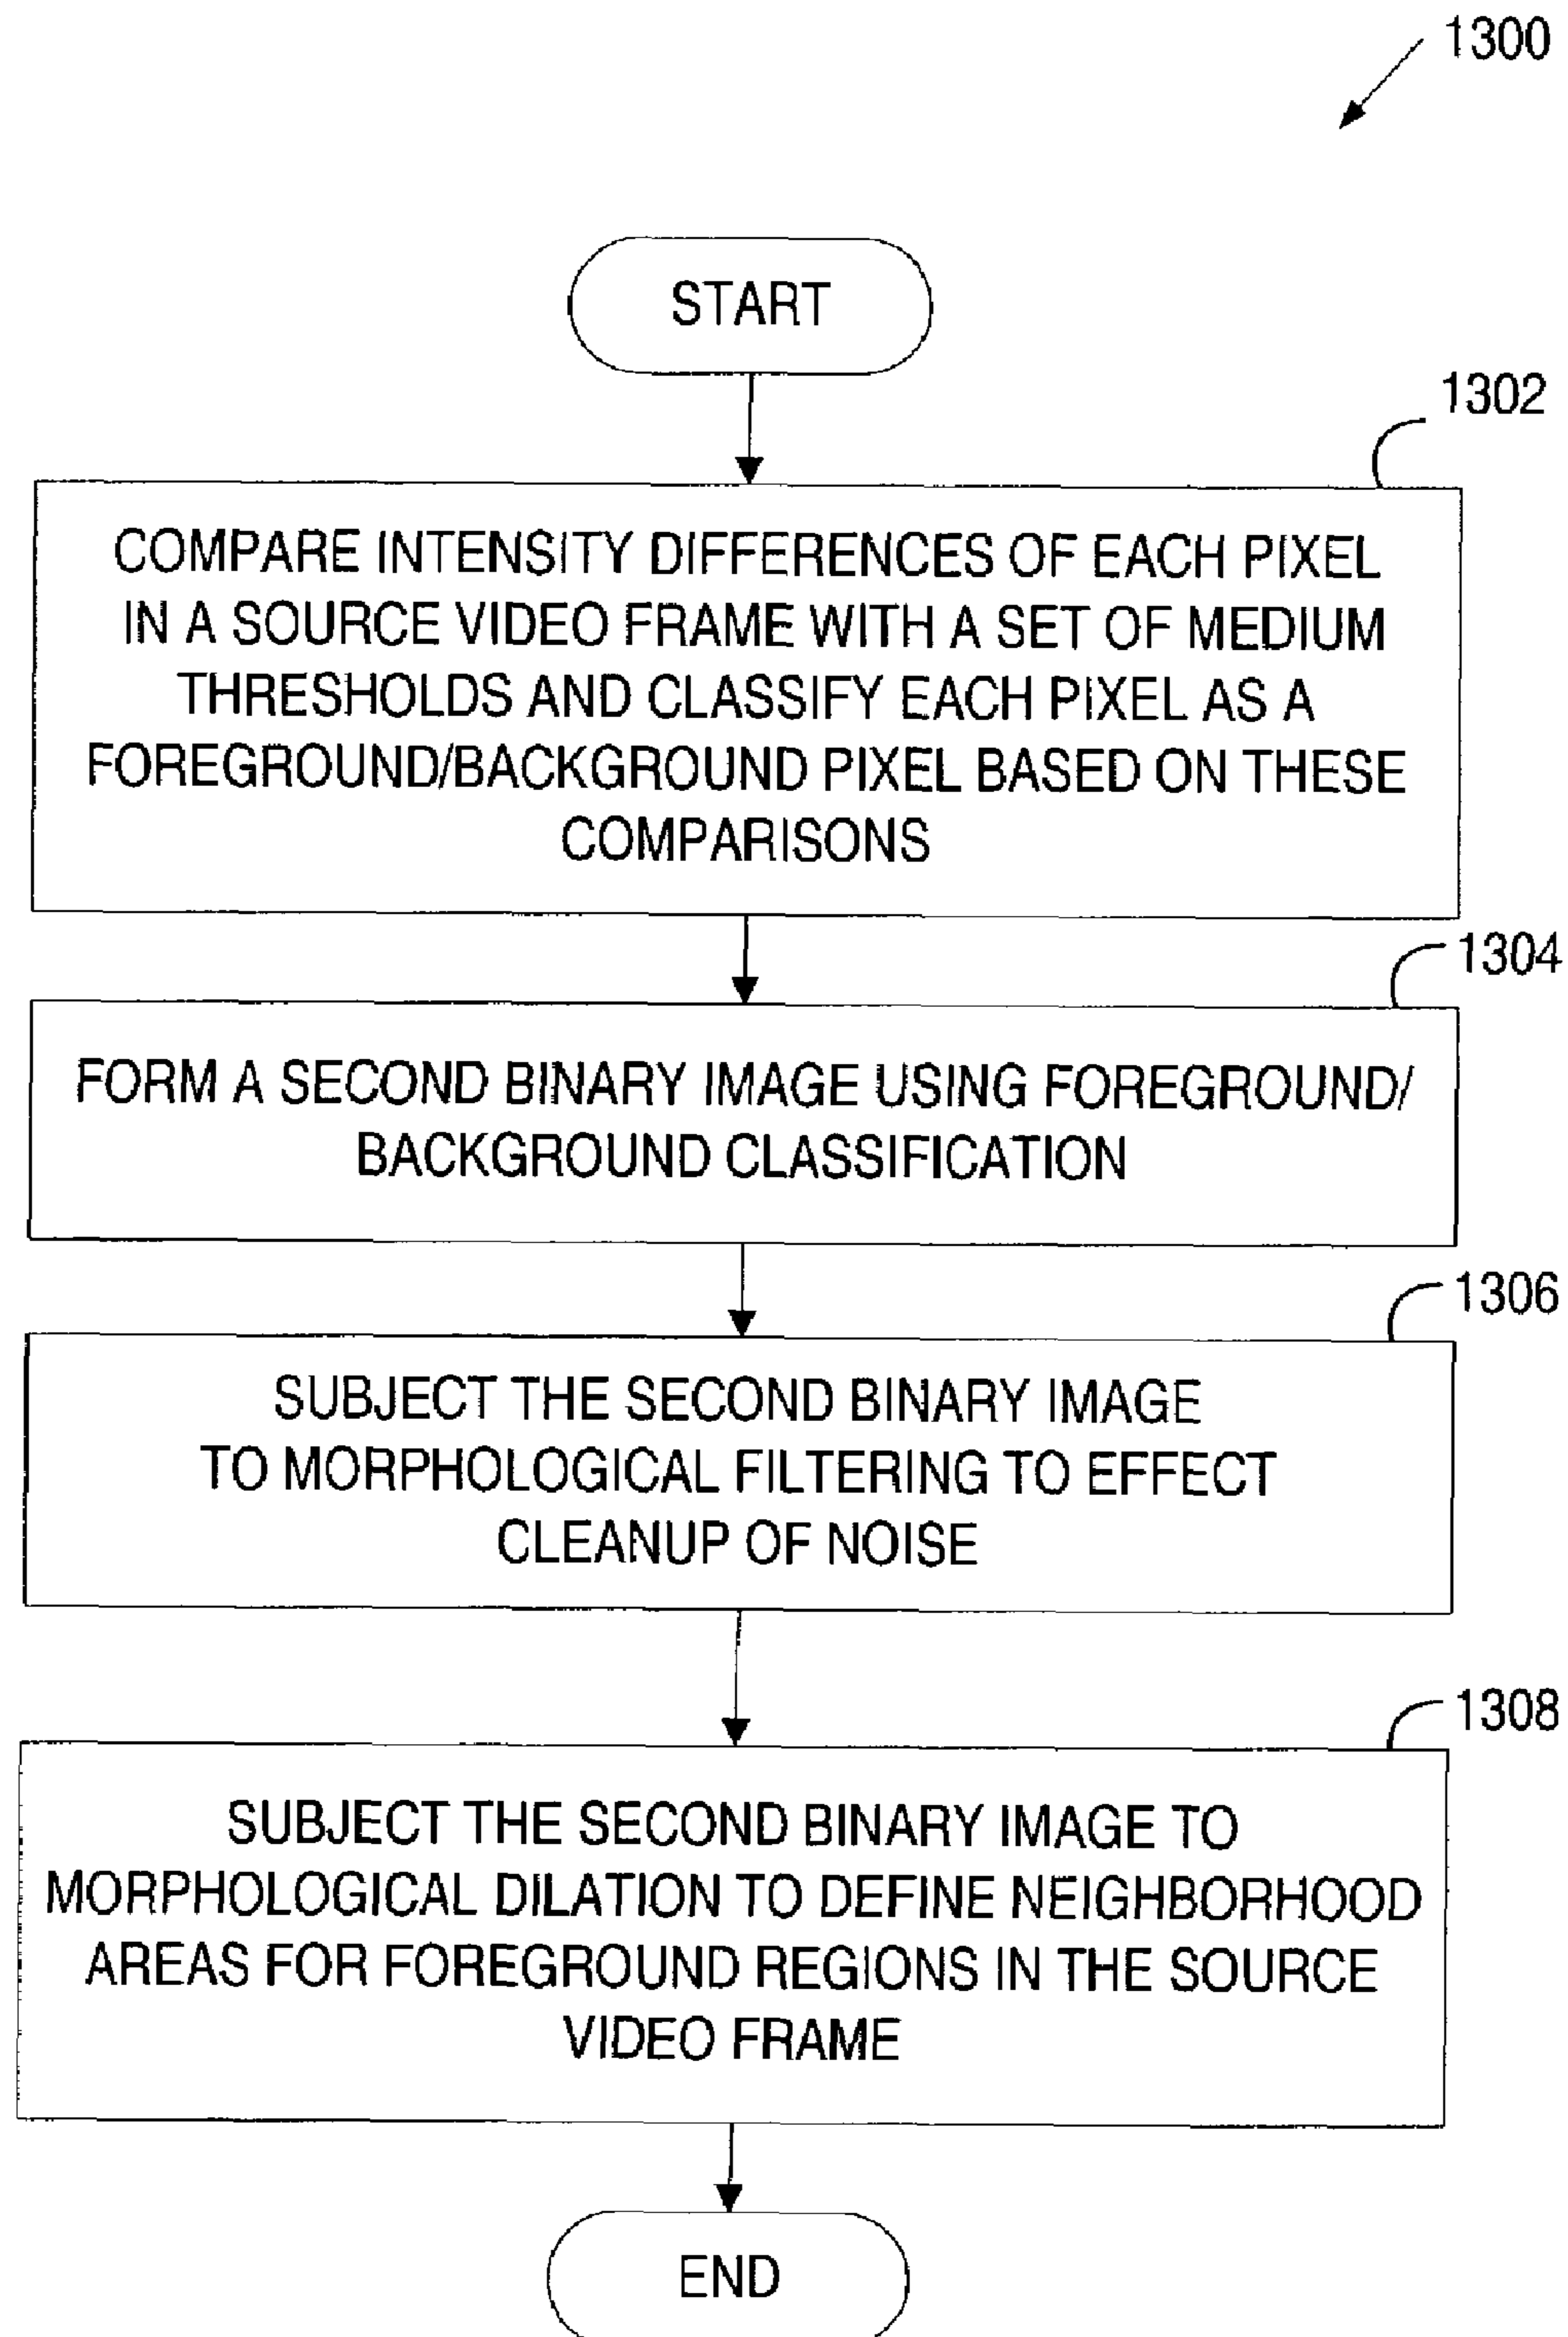 1300
START
1302
COMPARE INTENSITY DIFFERENCES OF EACH PIXEL
IN A SOURCE VIDEO FRAME WITH A SET OF MEDIUM
THRESHOLDS AND CLASSIFY EACH PIXEL AS A
FOREGROUND/BACKGROUND PIXEL BASED ON THESE
COMPARISONS
1304
FORM A SECOND BINARY IMAGE USING FOREGROUND/
BACKGROUND CLASSIFICATION
1306
SUBJECT THE SECOND BINARY IMAGE
TO MORPHOLOGICAL FILTERING TO EFFECT
CLEANUP OF NOISE
1308
SUBJECT THE SECOND BINARY IMAGE TO
MORPHOLOGICAL DILATION TO DEFINE NEIGHBORHOOD
AREAS FOR FOREGROUND REGIONS IN THE SOURCE
VIDEO FRAME
END